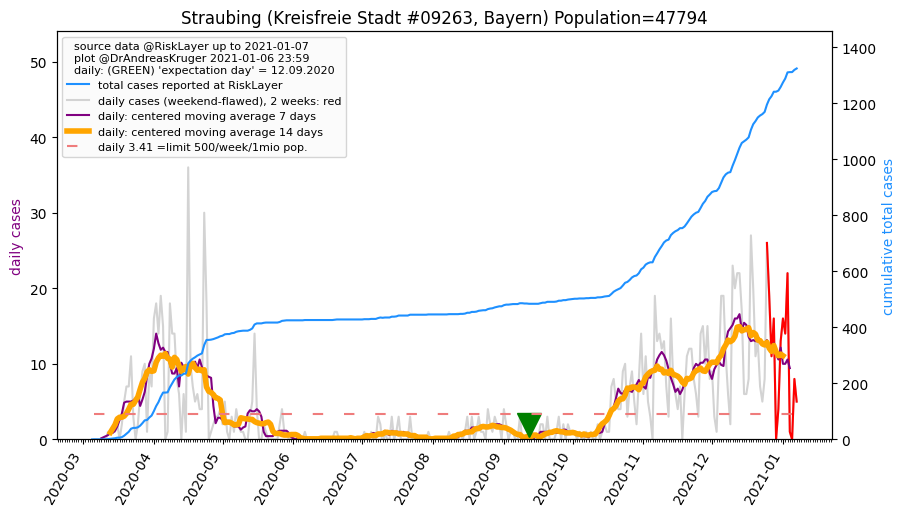 Straubing (Kreisfreie Stadt #09263, Bayern) Population=47794
source data @RiskLayer up to 2021-01-07
plot @DrAndreasKruger 2021-01-06 23:59
daily: (GREEN) 'expectation day' = 12.09.2020
total cases reported at RiskLayer
daily cases (weekend-flawed), 2 weeks: red
daily: centered moving average 7 days
daily: centered moving average 14 days
daily 3.41 =limit 500/week/1mio pop.
daily cases
50
40
30
20
10
0
1400
1200
1000
800
600
400
200
0
cumulative total cases
2020-03
2020-04
2020-05
2020-06
2020-07
2020-08
2020-09
2020-10
2020-11
2020-12
2021-01